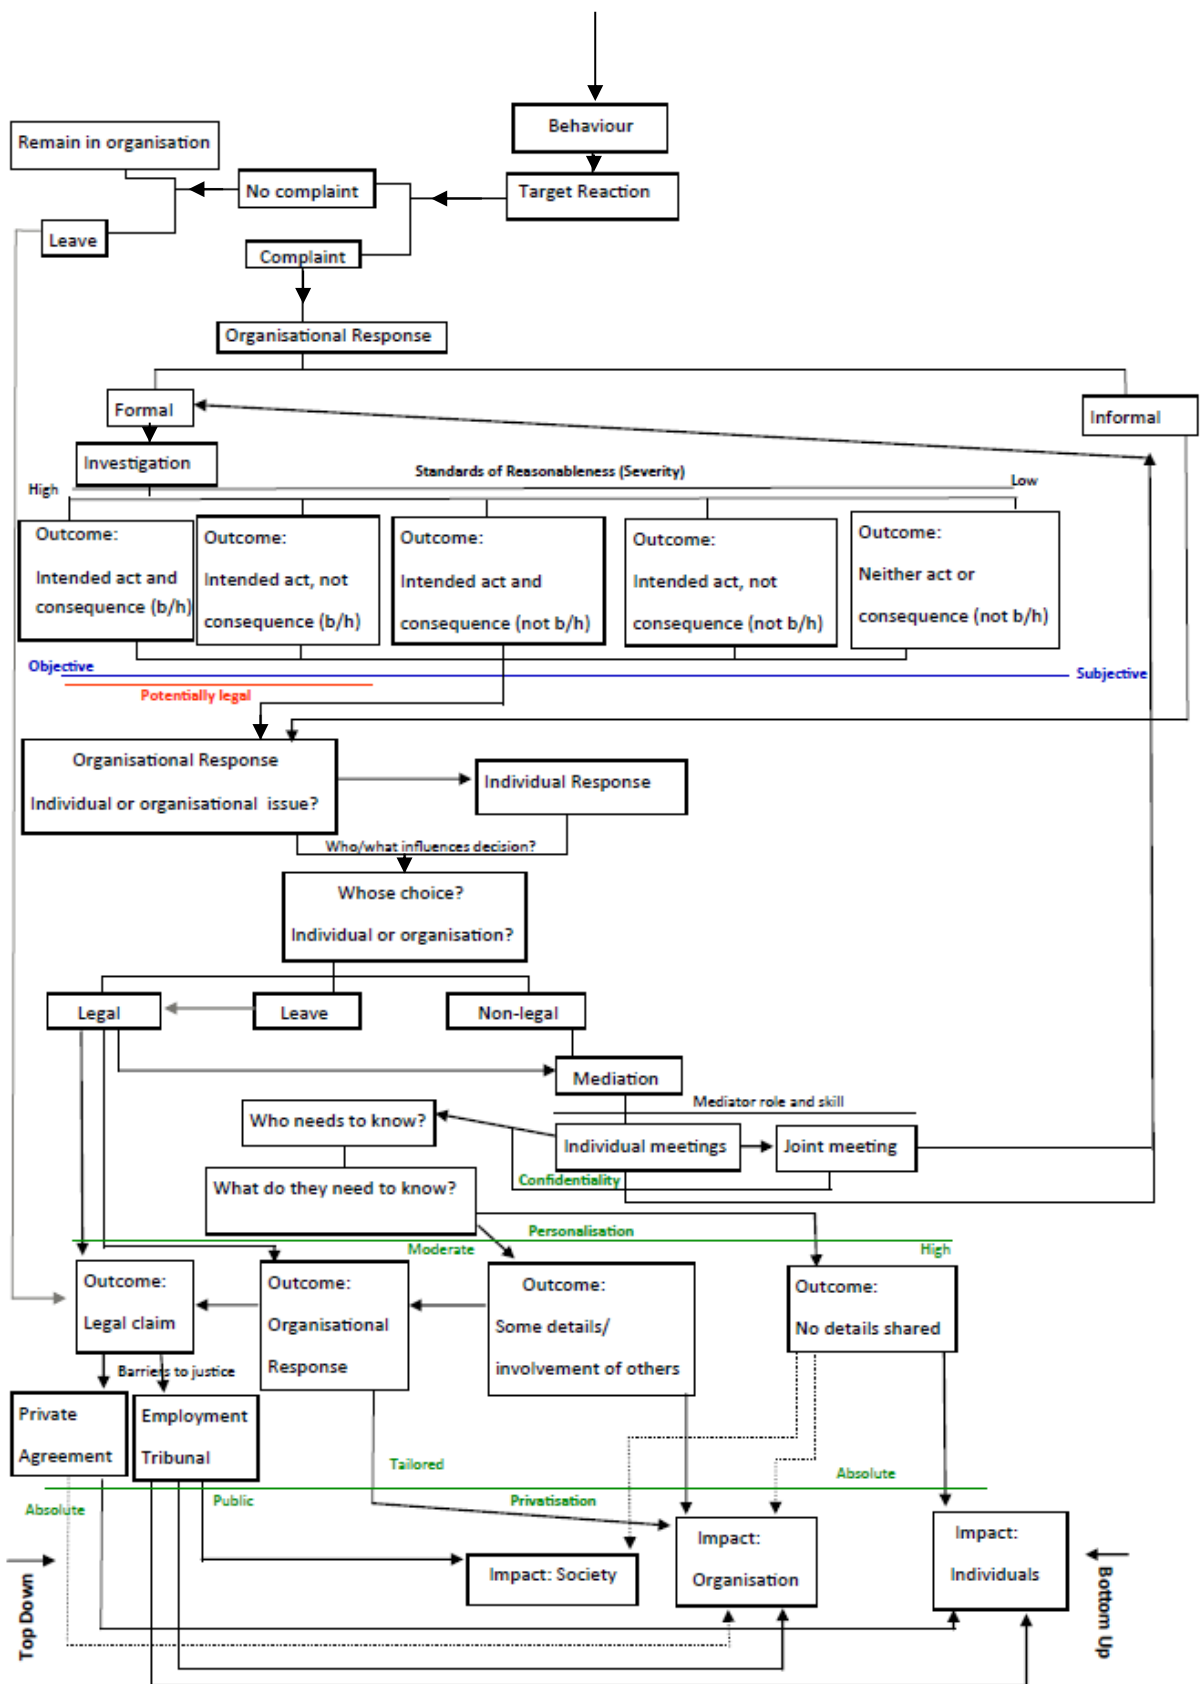 Behaviour
Remain in organisation
No complaint
Target Reaction
Leave
Complaint
Organisational Response
Formal
Informal
Investigation
Standards of Reasonableness (Severity)
High
Low
Outcome:
Intended act and
consequence (b/h)
Outcome:
Intended act, not
consequence (b/h)
Outcome:
Intended act and
consequence (not b/h)
Outcome:
Intended act, not
consequence (not b/h)
Outcome:
Neither act or
consequence (not b/h)
Objective
Subjective
Potentially legal
Organisational Response
Individual or organisational issue?
Individual Response
Who/what influences decision?
Whose choice?
Individual or organisation?
Legal
Leave
Non-legal
Mediation
Mediator role and skill
Who needs to know?
Individual meetings
Joint meeting
What do they need to know?
Confidentiality
Personalisation
Moderate
High
Outcome:
Legal claim
Outcome:
Organisational
Response
Outcome:
Some details/
involvement of others
Outcome:
No details shared
Barriers to justice
Private
Agreement
Employment
Tribunal
Tailored
Absolute
Absolute
Public
Privatisation
Impact: Society
Impact:
Organisation
Impact:
Individuals
Top Down
Bottom Up